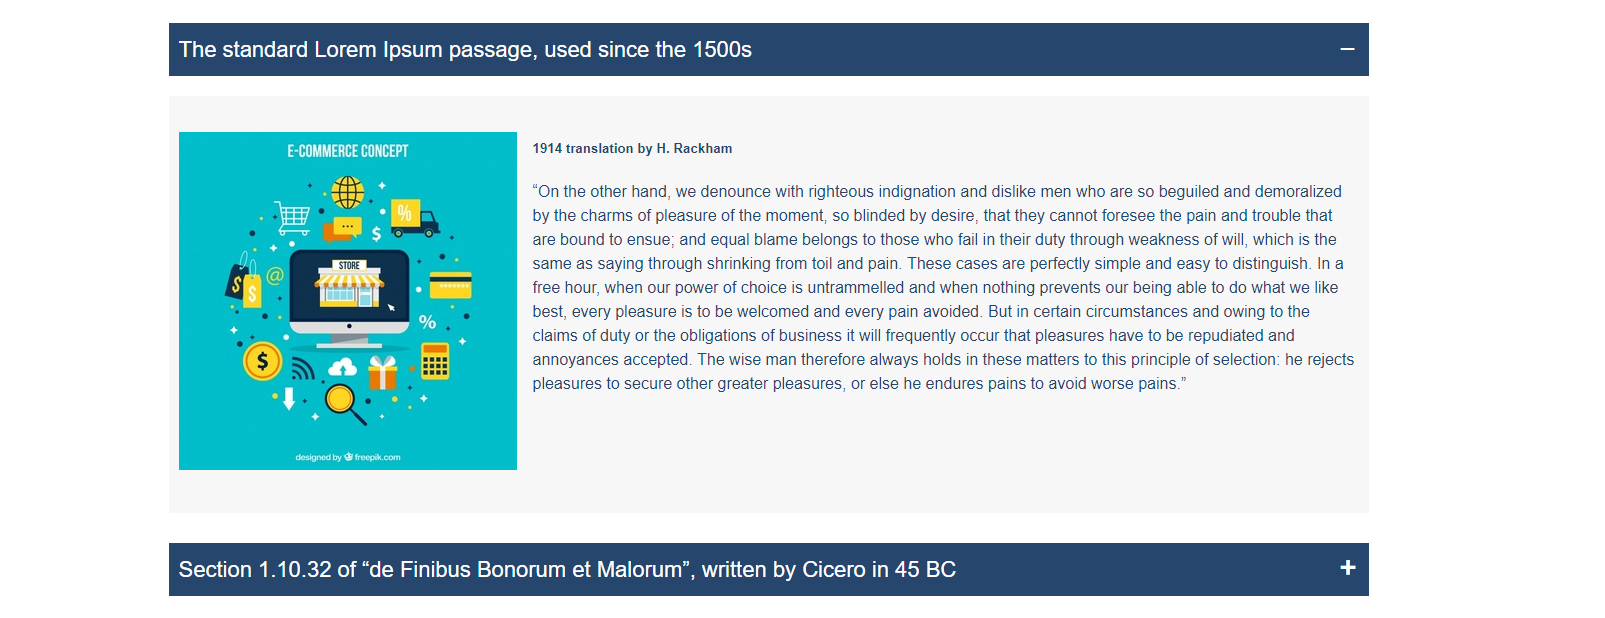 The standard Lorem Ipsum passage, used since the 1500s
E-COMMERCE CONCEPT
%
$
STORE
@
$
$
%
$
designed by freepik.com
1914 translation by H. Rackham
“On the other hand, we denounce with righteous indignation and dislike men who are so beguiled and demoralized
by the charms of pleasure of the moment, so blinded by desire, that they cannot foresee the pain and trouble that
are bound to ensue; and equal blame belongs to those who fail in their duty through weakness of will, which is the
same as saying through shrinking from toil and pain. These cases are perfectly simple and easy to distinguish. In a
free hour, when our power of choice is untrammelled and when nothing prevents our being able to do what we like
best, every pleasure is to be welcomed and every pain avoided. But in certain circumstances and owing to the
claims of duty or the obligations of business it will frequently occur that pleasures have to be repudiated and
annoyances accepted. The wise man therefore always holds in these matters to this principle of selection: he rejects
pleasures to secure other greater pleasures, or else he endures pains to avoid worse pains.”
Section 1.10.32 of “de Finibus Bonorum et Malorum”, written by Cicero in 45 BC